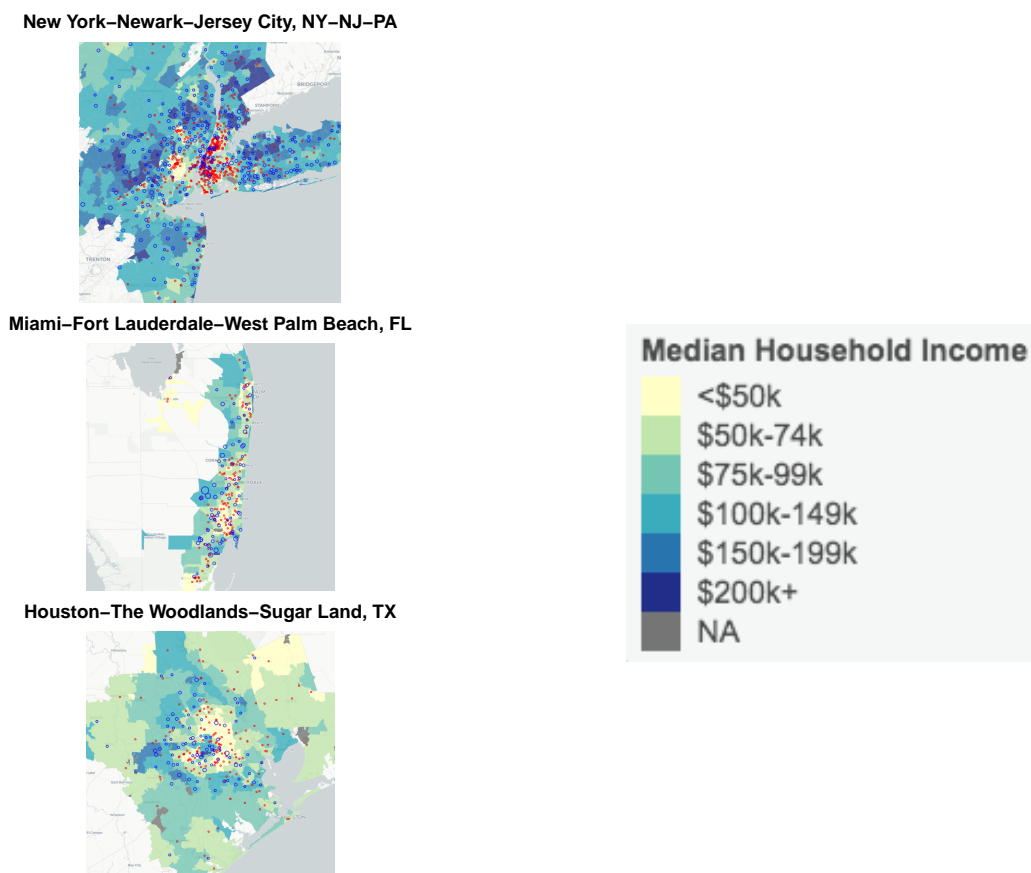 New York−Newark−Jersey City, NY−NJ−PA
BRIDGEPORT
STAMFORD
TRENTON
Miami−Fort Lauderdale−West Palm Beach, FL
Median Household Income
<$50k
$50k-74k
$75k-99k
$100k-149k
$150k-199k
$200k+
NA
Houston−The Woodlands−Sugar Land, TX